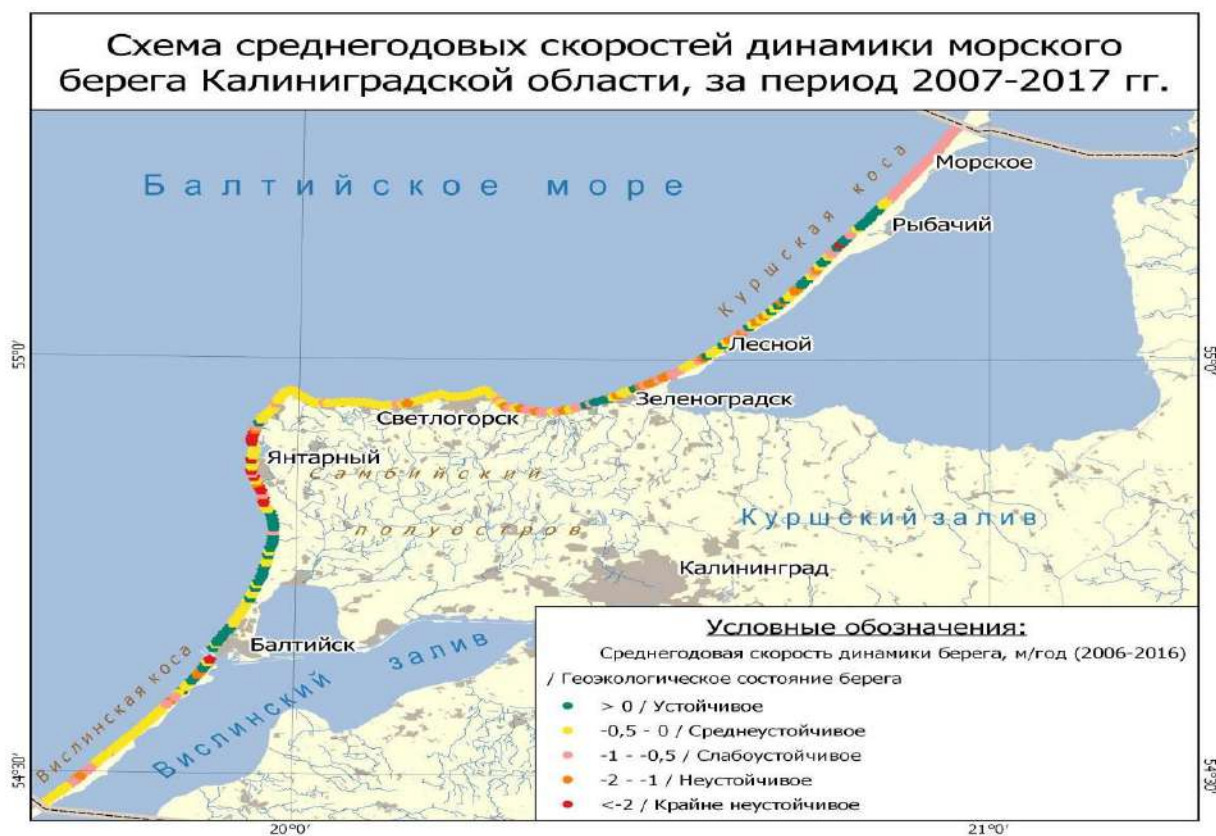 Схема среднегодовых скоростей динамики морского
берега Калиниградской области, за период 2007-2017 гг.
Балтийское море
Куршская коса
Морское
Рыбачий
Лесной
55°0'
55°0'
Зеленоградск
Светлогорск
Янтарный
Самбийский
полуостров
Куршский залив
Калининград
Балтийск
Вислинская коса
Вислинский залив
54°30'
54°30'
Условные обозначения:
Среднегодовая скорость динамики берега, м/год (2006-2016)
/ Геоэкологическое состояние берега
> 0 / Устойчивое
-0,5 - 0 / Среднеустойчивое
-1 - -0,5 / Слабоустойчивое
-2 - -1 / Неустойчивое
<-2 / Крайне неустойчивое
20°0'
21°0'